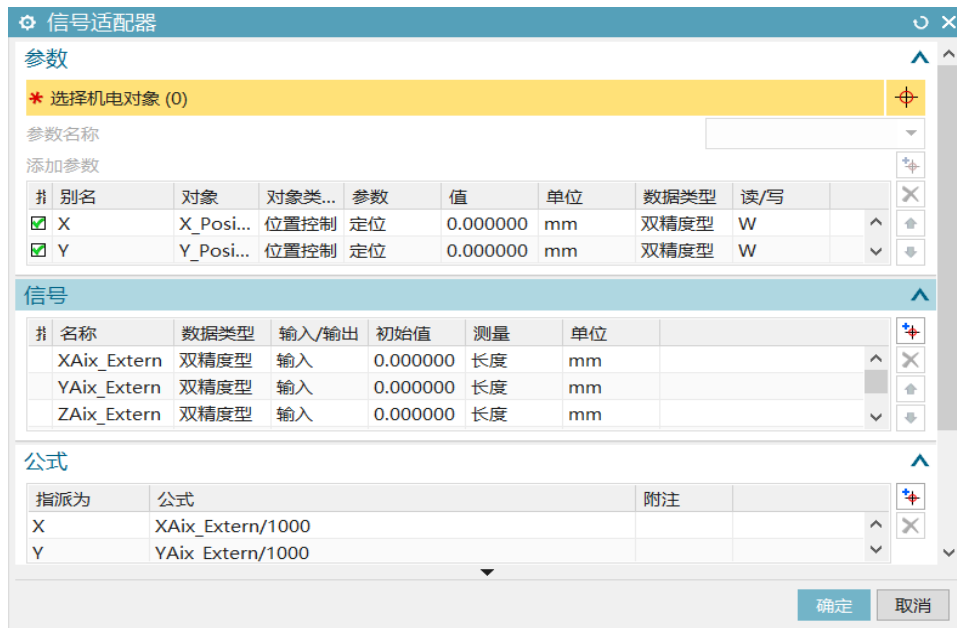 信号适配器
参数
* 选择机电对象 (0)
参数名称
添加参数
别名 对象 对象类... 参数 值 单位 数据类型 读/写
X X_Posi... 位置控制 定位 0.000000 mm 双精度型 W
Y Y_Posi... 位置控制 定位 0.000000 mm 双精度型 W
信号
名称 数据类型 输入/输出 初始值 测量 单位
XAix_Extern 双精度型 输入 0.000000 长度 mm
YAix_Extern 双精度型 输入 0.000000 长度 mm
ZAix_Extern 双精度型 输入 0.000000 长度 mm
公式
指派为 公式 附注
X XAix_Extern/1000
Y YAix_Extern/1000
确定 取消